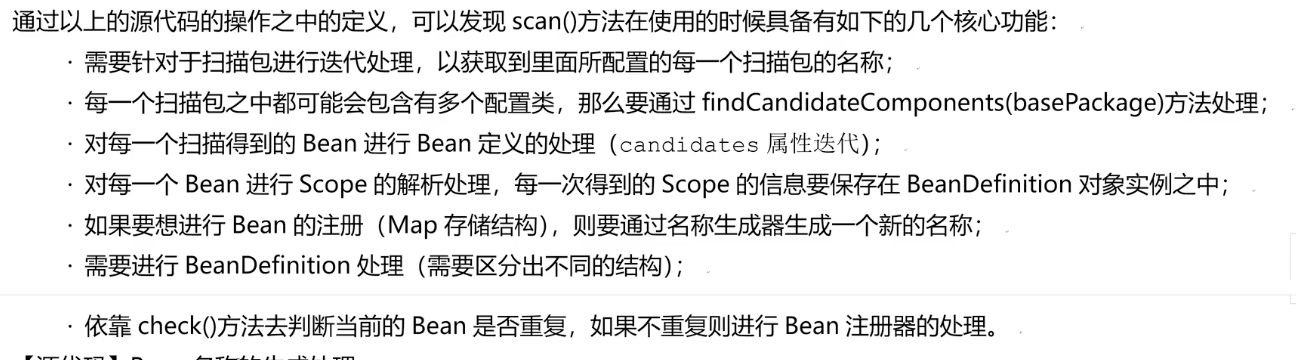 通过以上的源代码的操作之中的定义，可以发现 scan()方法在使用的时候具备有如下的几个核心功能：
· 需要针对于扫描包进行迭代处理，以获取到里面所配置的每一个扫描包的名称；
· 每一个扫描包之中都可能会包含有多个配置类，那么要通过 findCandidateComponents(basePackage)方法处理；
· 对每一个扫描得到的 Bean 进行 Bean 定义的处理（candidates 属性迭代）；
· 对每一个 Bean 进行 Scope 的解析处理，每一次得到的 Scope 的信息要保存在 BeanDefinition 对象实例之中；
· 如果要想进行 Bean 的注册（Map 存储结构），则要通过名称生成器生成一个新的名称；
· 需要进行 BeanDefinition 处理（需要区分出不同的结构）；
· 依靠 check()方法去判断当前的 Bean 是否重复，如果不重复则进行 Bean 注册器的处理。